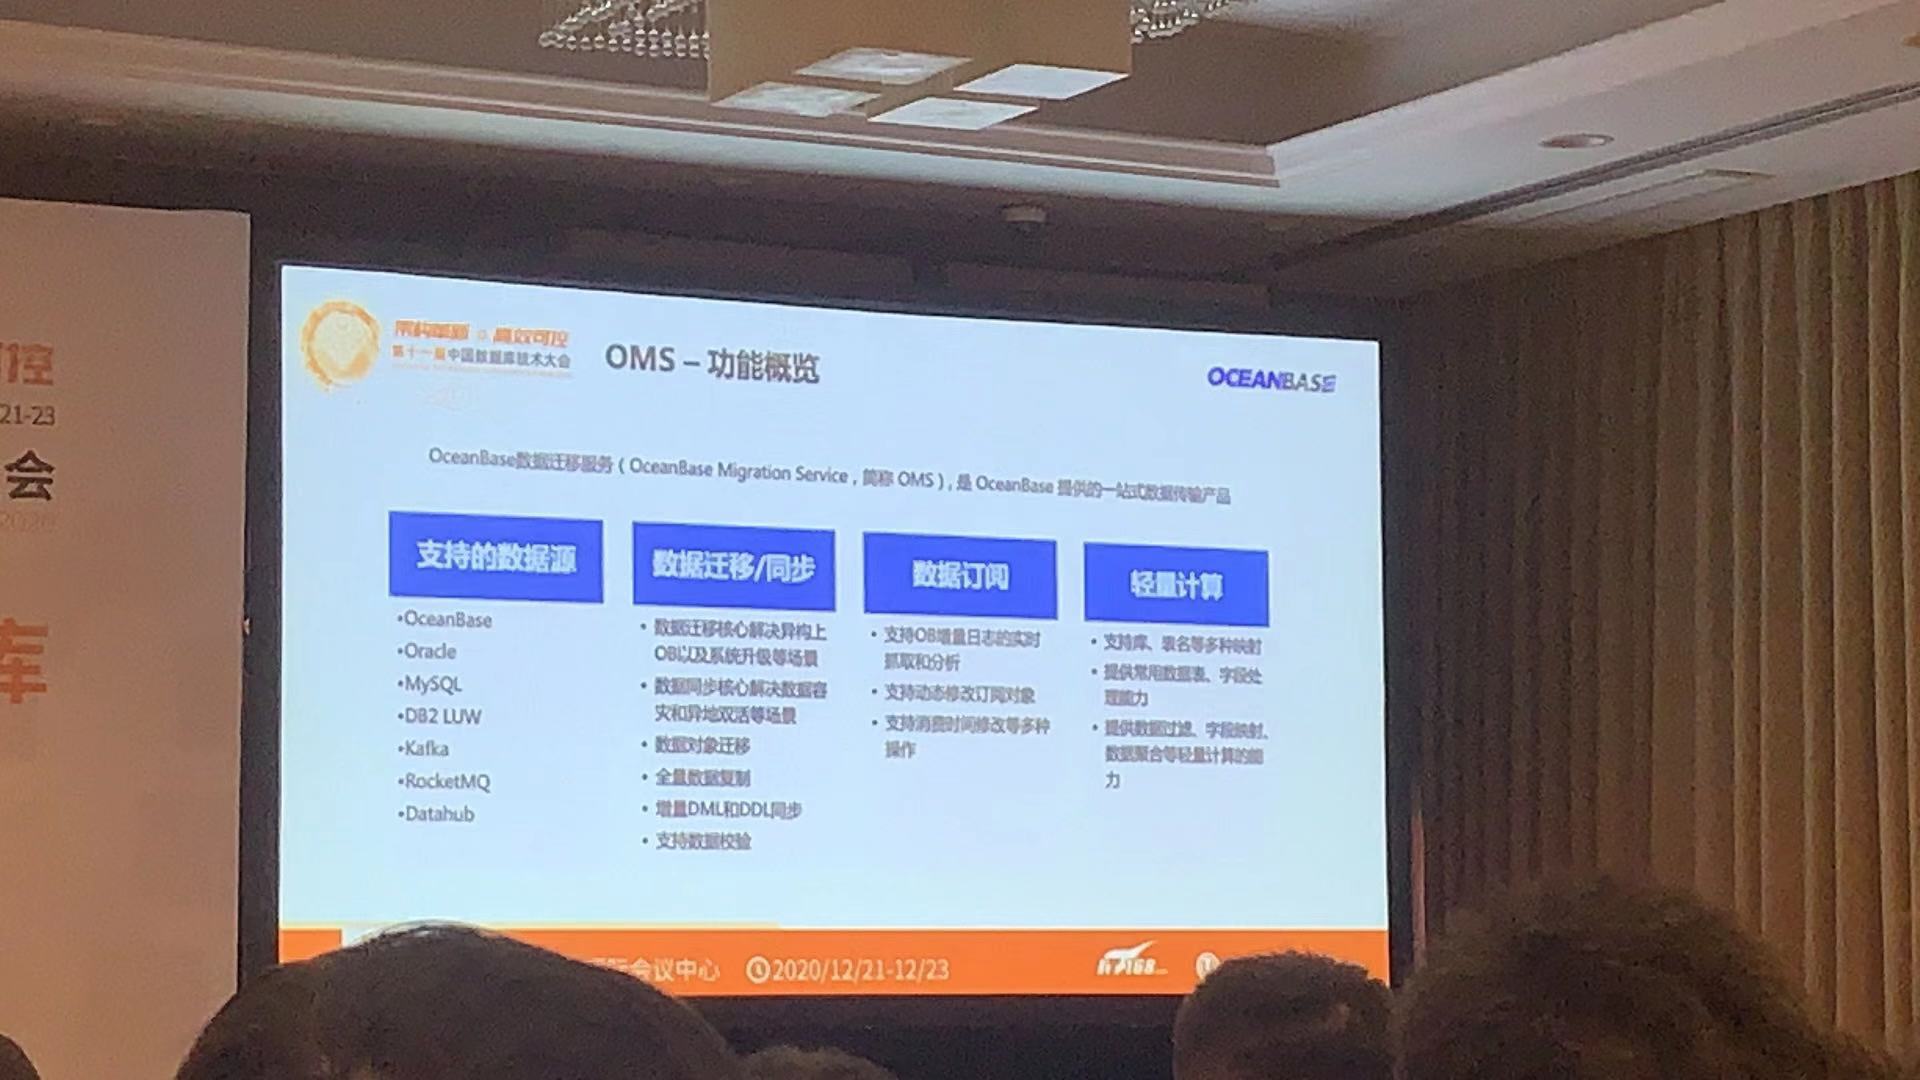 控
21-23
会
2020
库
架构革新 高效可控
第十一届中国数据库技术大会
OMS – 功能概览
OCEANBASE
OceanBase数据迁移服务（OceanBase Migration Service，简称 OMS），是 OceanBase 提供的一站式数据传输产品
支持的数据源
•OceanBase
•Oracle
•MySQL
•DB2 LUW
•Kafka
•RocketMQ
•Datahub
数据迁移/同步
• 数据迁移核心解决异构上
OB以及系统升级等场景
• 数据同步核心解决数据容
灾和异地双活等场景
• 数据对象迁移
• 全量数据复制
• 增量DML和DDL同步
• 支持数据校验
数据订阅
• 支持OB增量日志的实时
抓取和分析
• 支持动态修改订阅对象
• 支持消费时间修改等多种
操作
轻量计算
• 支持库、表名等多种映射
• 提供常用数据表、字段处
理能力
• 提供数据过滤、字段映射、
数据聚合等轻量计算的能
力
国际会议中心
2020/12/21-12/23
ITP168